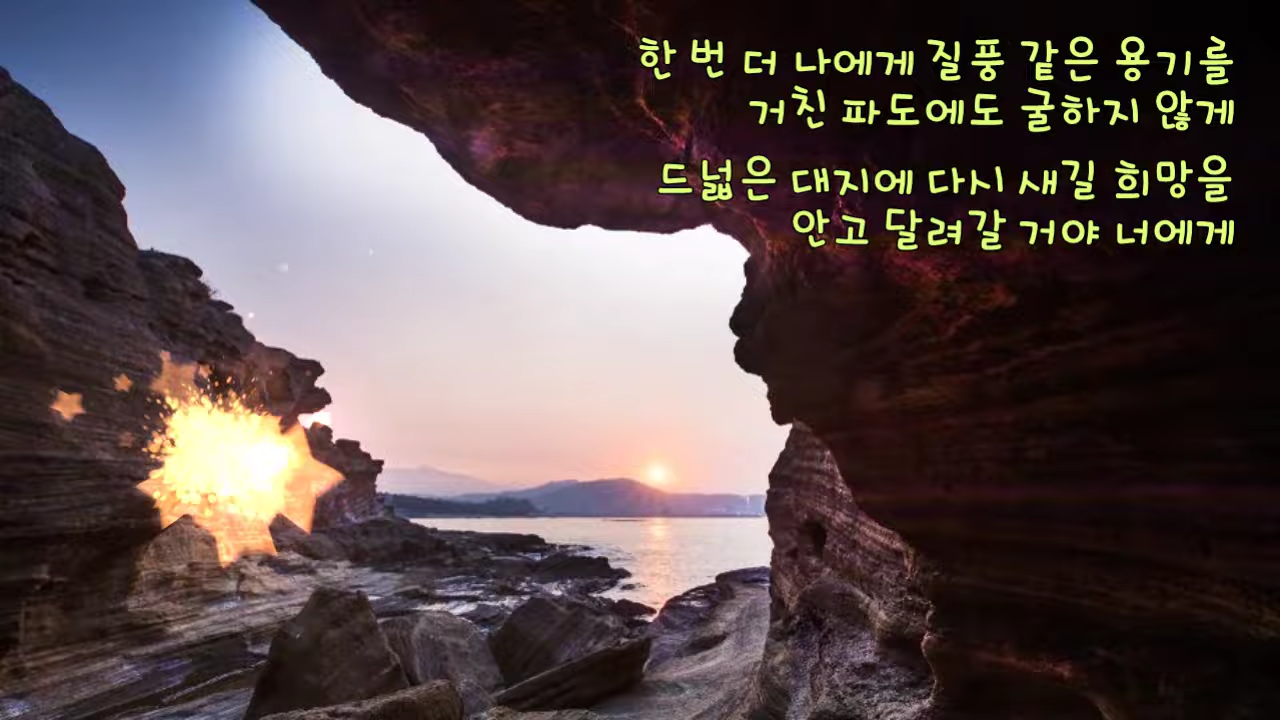 한 번 더 나에게 질풍 같은 용기를
거친 파도에도 굴하지 않게
드넓은 대지에 다시 새길 희망을
안고 달려갈 거야 너에게